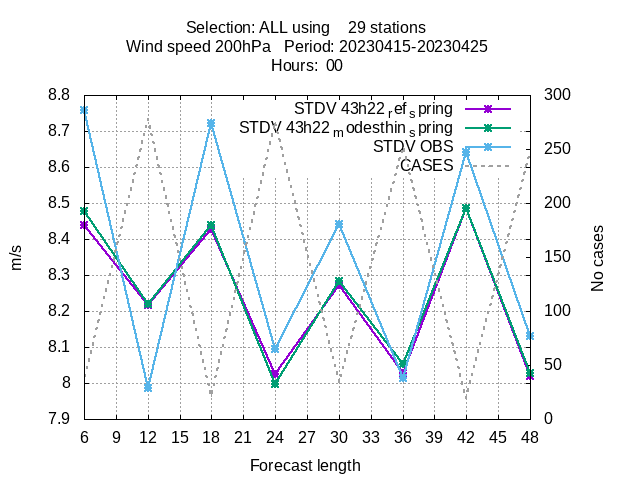 Selection: ALL using 29 stations
Wind speed 200hPa Period: 20230415-20230425
Hours: 00
8.8
8.7
8.6
8.5
8.4
8.3
8.2
8.1
8
7.9
m/s
STDV 43h22 ref spring
STDV 43h22 modesthin spring
STDV OBS
CASES
300
250
200
150
100
50
0
No cases
6 9 12 15 18 21 24 27 30 33 36 39 42 45 48
Forecast length